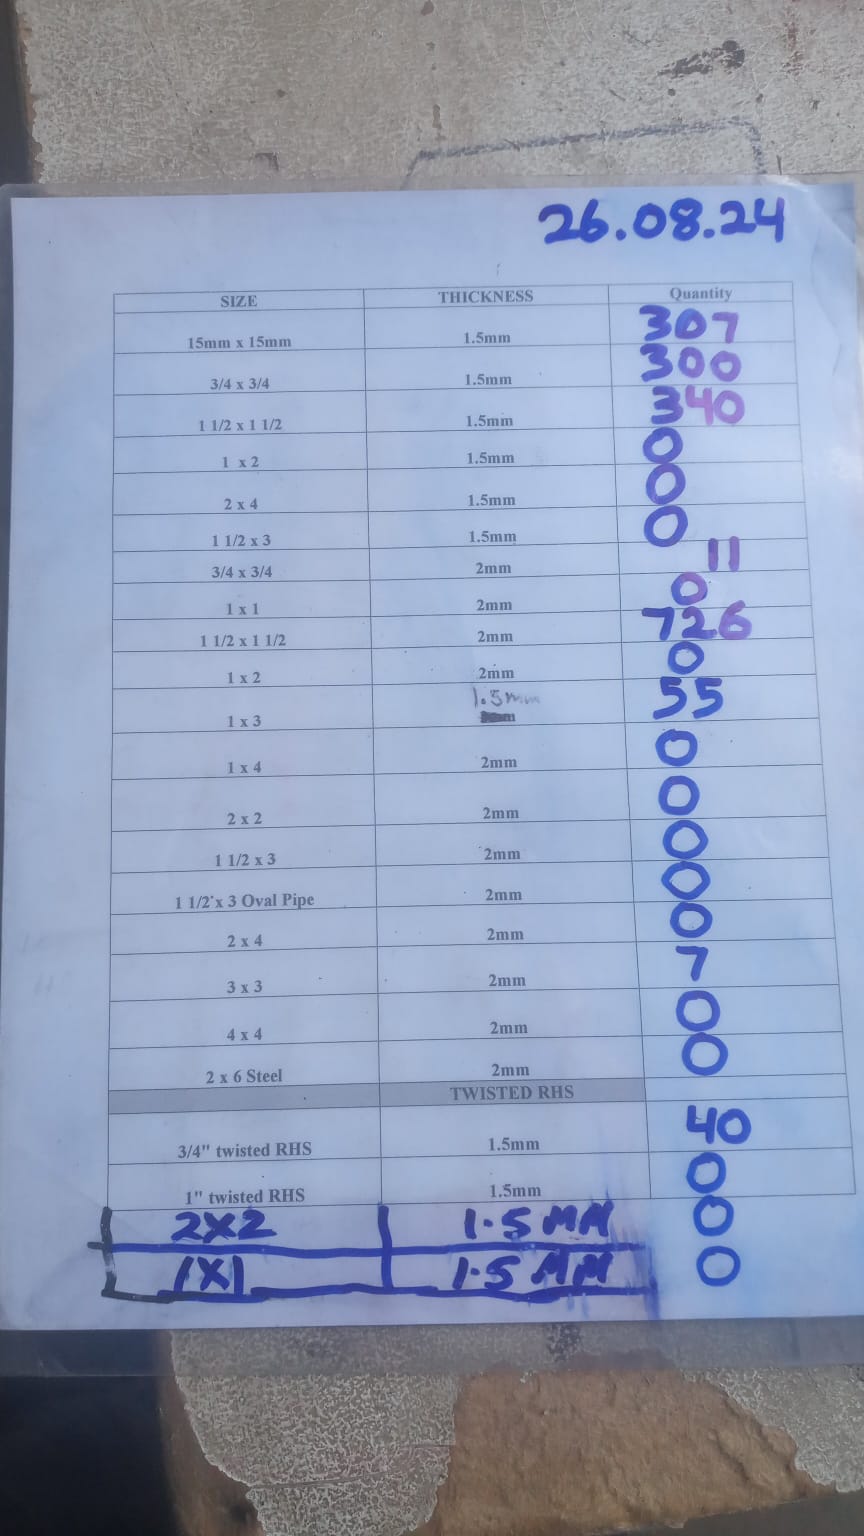 26.08.24
SIZE THICKNESS Quantity
15mm x 15mm 1.5mm 307
3/4 x 3/4 1.5mm 300
1 1/2 x 1 1/2 1.5mm 340
1 x 2 1.5mm 0
2 x 4 1.5mm 0
1 1/2 x 3 1.5mm 0
3/4 x 3/4 2mm 11
1 x 1 2mm 0
1 1/2 x 1 1/2 2mm 726
1 x 2 2mm 0
1 x 3 1.5mm 55
1 x 4 2mm 0
2 x 2 2mm 0
1 1/2 x 3 2mm 0
1 1/2 x 3 Oval Pipe 2mm 0
2 x 4 2mm 0
3 x 3 2mm 7
4 x 4 2mm 0
2 x 6 Steel 2mm 0
TWISTED RHS
3/4" twisted RHS 1.5mm 40
1" twisted RHS 1.5mm 0
2X2 1.5 MM 0
1X1 1.5 MM 0